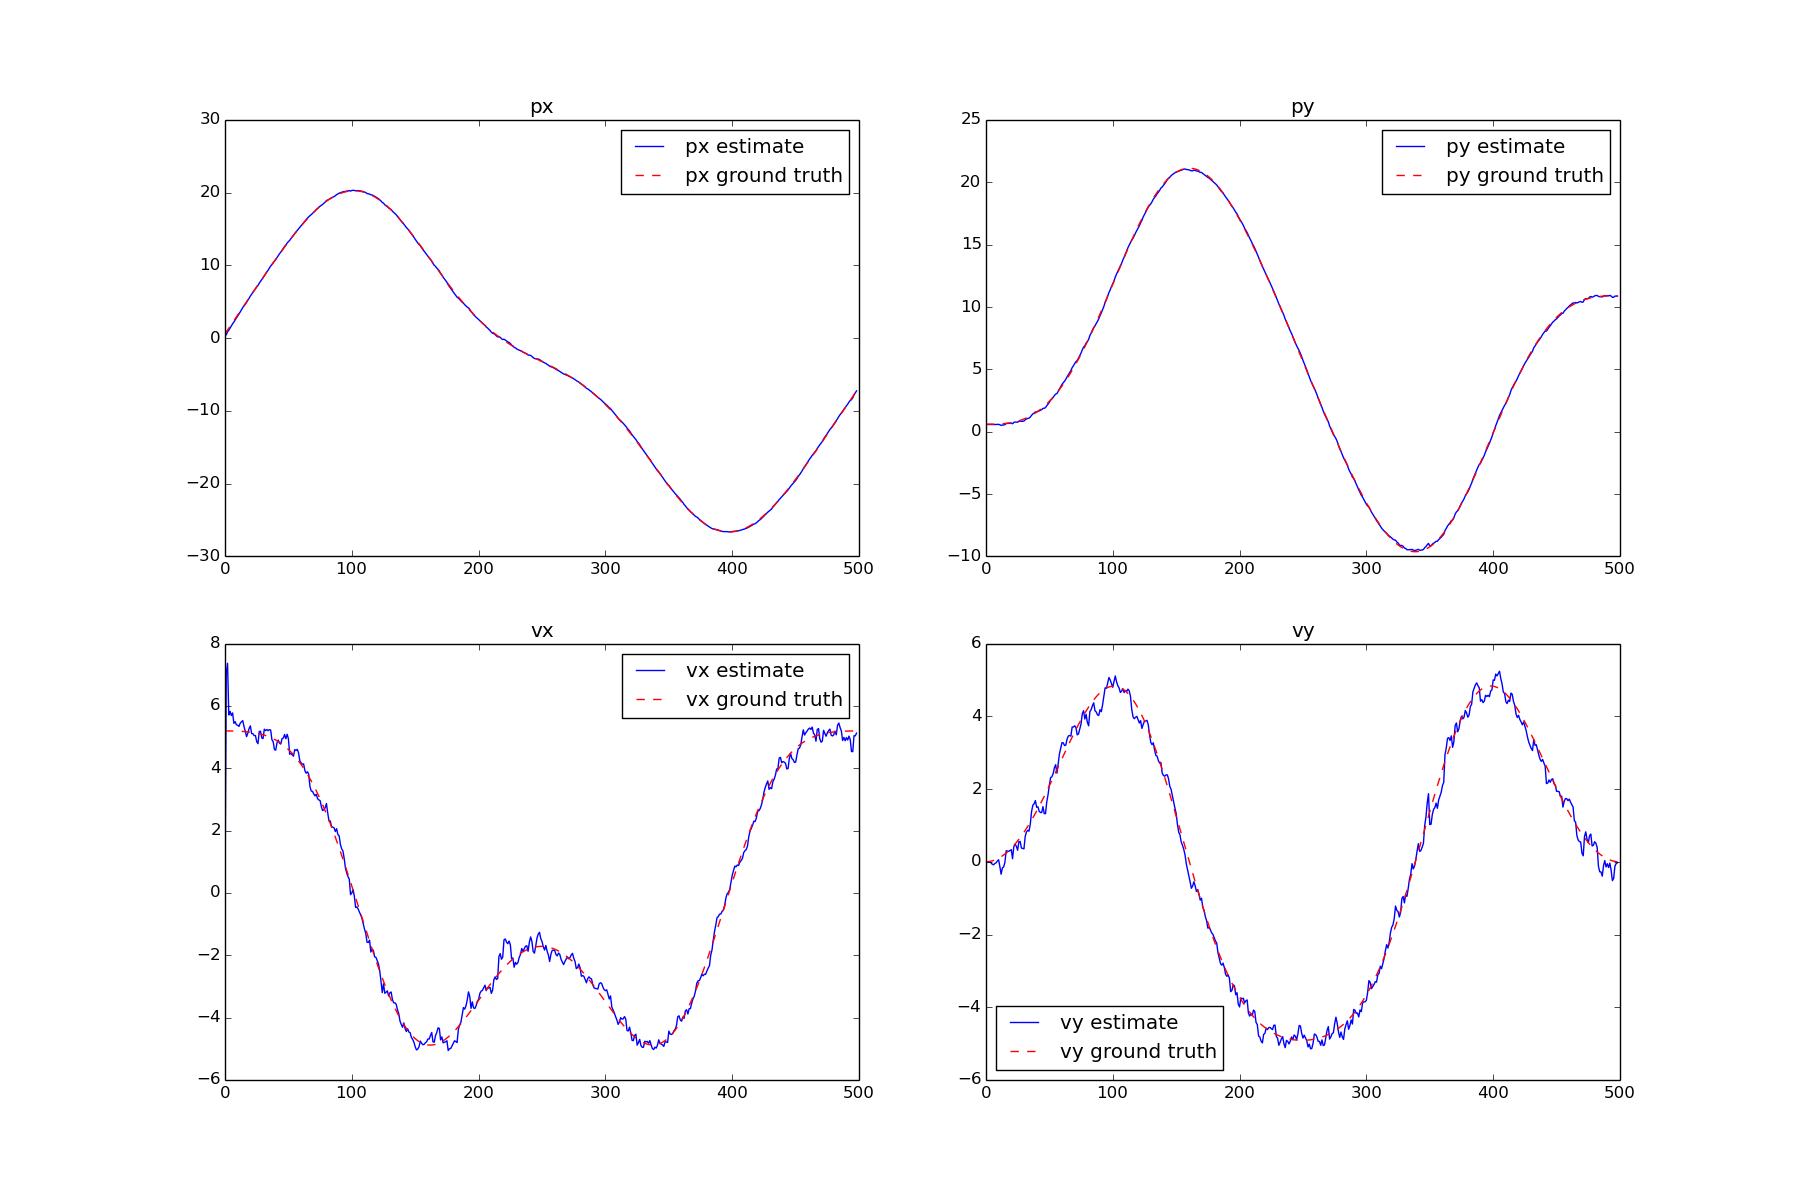 px
30
20
10
0
−10
−20
−30
0 100 200 300 400 500
px estimate
px ground truth
py
25
20
15
10
5
0
−5
−10
0 100 200 300 400 500
py estimate
py ground truth
vx
8
6
4
2
0
−2
−4
−6
0 100 200 300 400 500
vx estimate
vx ground truth
vy
6
4
2
0
−2
−4
−6
0 100 200 300 400 500
vy estimate
vy ground truth